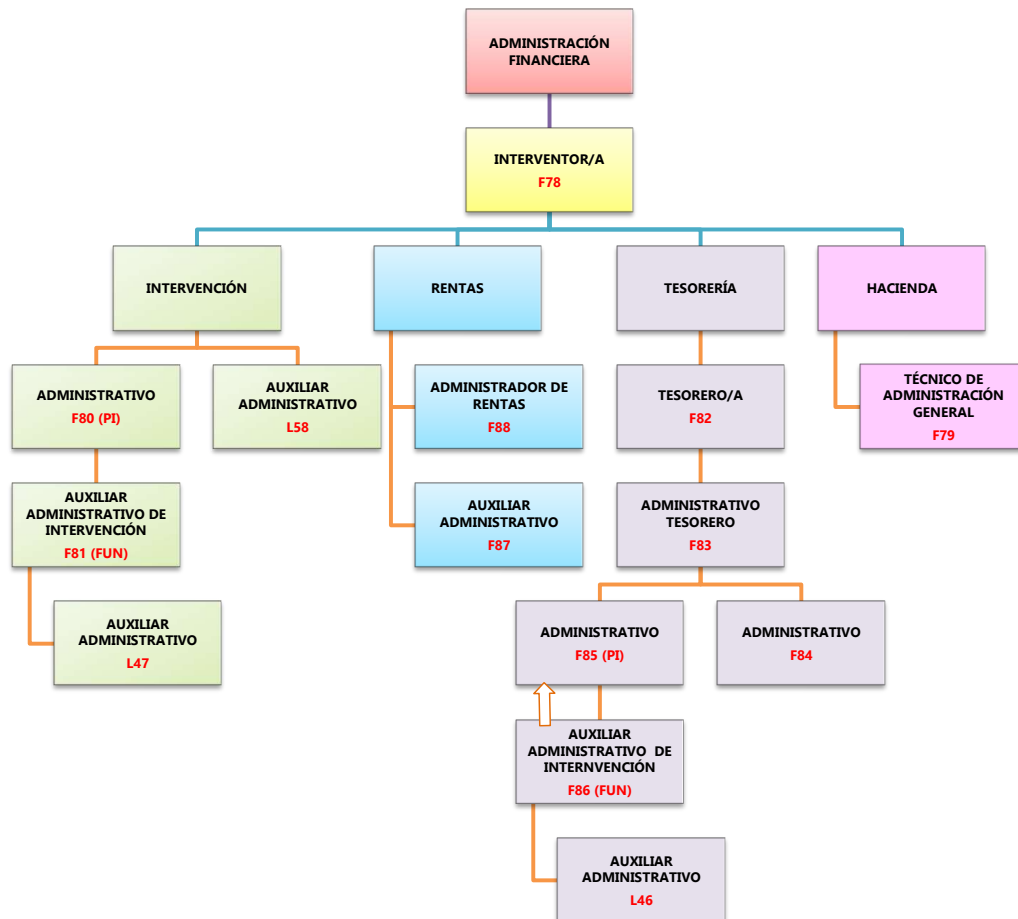 ADMINISTRACIÓN
FINANCIERA
INTERVENTOR/A
F78
INTERVENCIÓN
RENTAS
TESORERÍA
HACIENDA
ADMINISTRATIVO
F80 (PI)
AUXILIAR
ADMINISTRATIVO
L58
ADMINISTRADOR DE
RENTAS
F88
TESORERO/A
F82
TÉCNICO DE
ADMINISTRACIÓN
GENERAL
F79
AUXILIAR
ADMINISTRATIVO DE
INTERVENCIÓN
F81 (FUN)
AUXILIAR
ADMINISTRATIVO
F87
ADMINISTRATIVO
TESORERO
F83
AUXILIAR
ADMINISTRATIVO
L47
ADMINISTRATIVO
F85 (PI)
ADMINISTRATIVO
F84
AUXILIAR
ADMINISTRATIVO DE
INTERNVENCIÓN
F86 (FUN)
AUXILIAR
ADMINISTRATIVO
L46